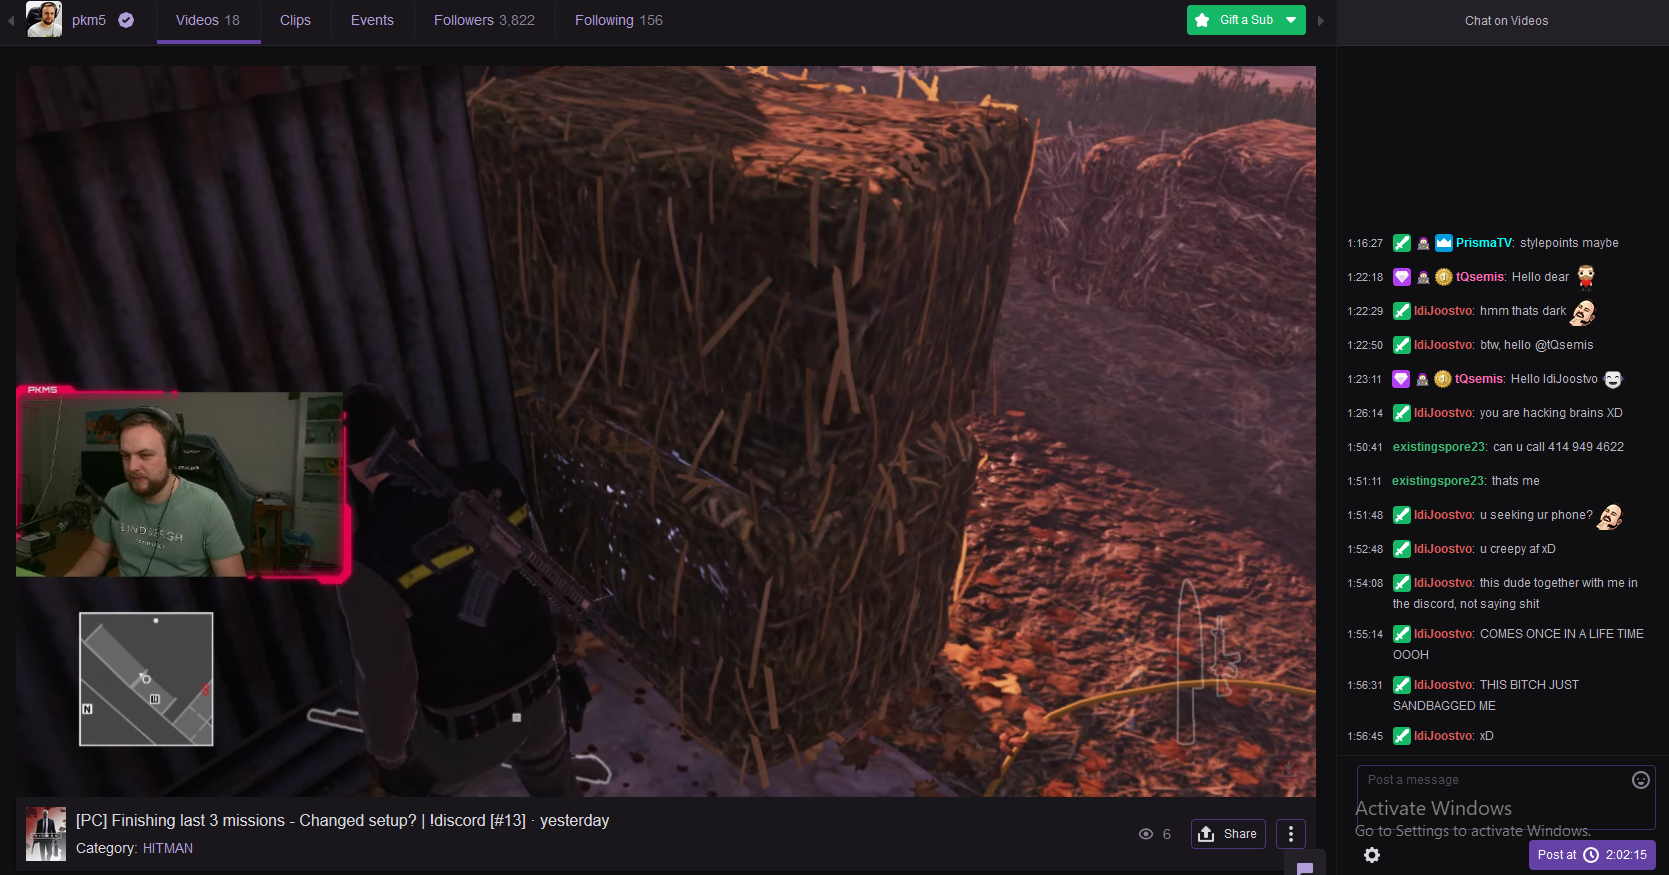 pkm5
Videos 18
Clips
Events
Followers 3,822
Following 156
Gift a Sub
Chat on Videos
PKM5
LINDBERGH
N
1:16:27 PrismaTV: stylepoints maybe
1:22:18 tQsemis: Hello dear
1:22:29 IdiJoostvo: hmm thats dark
1:22:50 IdiJoostvo: btw, hello @tQsemis
1:23:11 tQsemis: Hello IdiJoostvo
1:26:14 IdiJoostvo: you are hacking brains XD
1:50:41 existingspore23: can u call 414 949 4622
1:51:11 existingspore23: thats me
1:51:48 IdiJoostvo: u seeking ur phone?
1:52:48 IdiJoostvo: u creepy af xD
1:54:08 IdiJoostvo: this dude together with me in
the discord, not saying shit
1:55:14 IdiJoostvo: COMES ONCE IN A LIFE TIME
OOOH
1:56:31 IdiJoostvo: THIS BITCH JUST
SANDBAGGED ME
1:56:45 IdiJoostvo: xD
Post a message
Activate Windows
Go to Settings to activate Windows.
Post at 2:02:15
[PC] Finishing last 3 missions - Changed setup? | !discord [#13] · yesterday
Category: HITMAN
6
Share